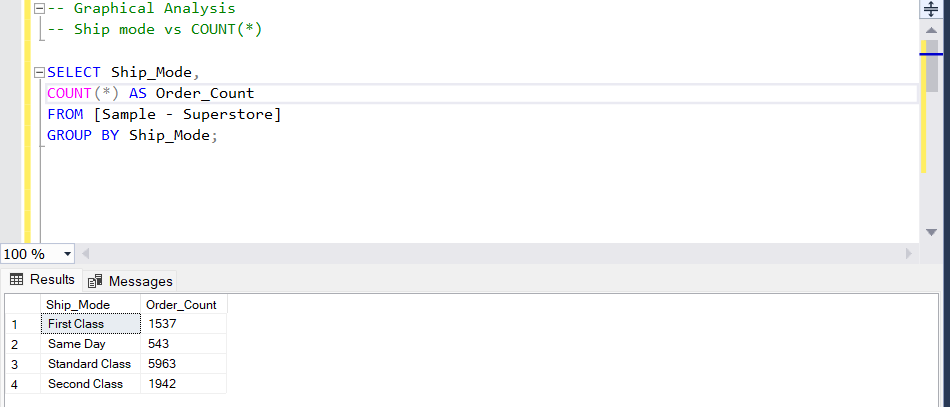 -- Graphical Analysis
-- Ship mode vs COUNT(*)
SELECT Ship_Mode,
COUNT(*) AS Order_Count
FROM [Sample - Superstore]
GROUP BY Ship_Mode;
100 %
Results Messages
Ship_Mode Order_Count
1 First Class 1537
2 Same Day 543
3 Standard Class 5963
4 Second Class 1942